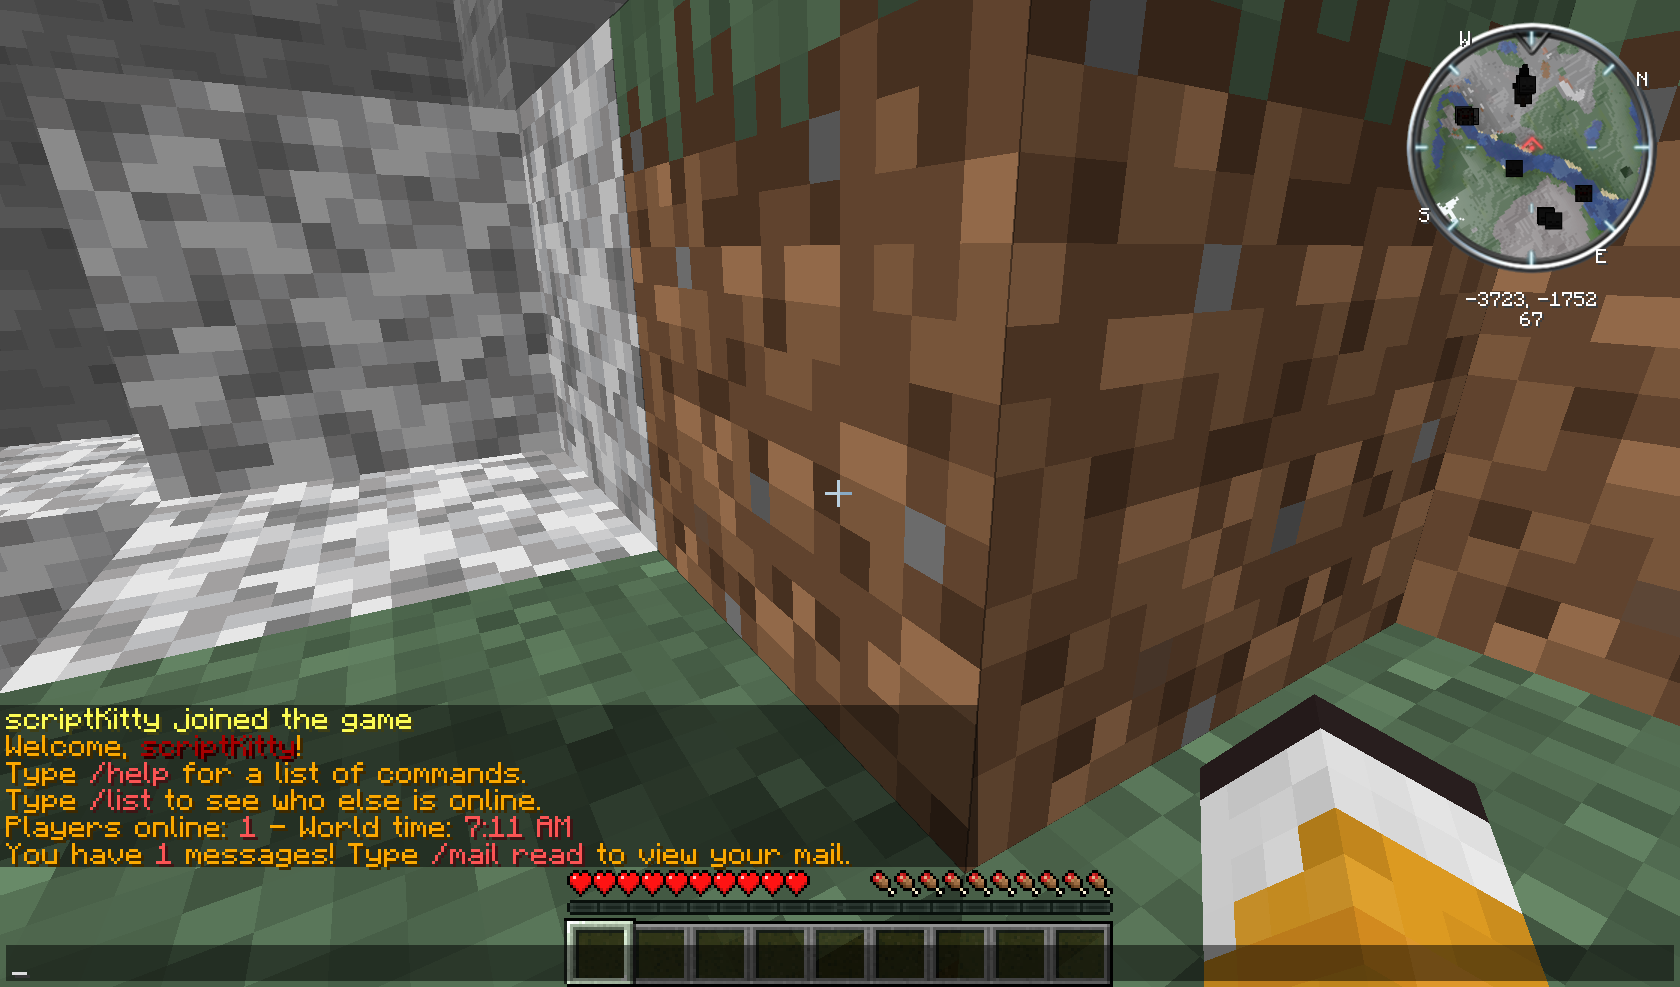 W
N
S
E
-3723, -1752
67
scriptKitty joined the game
Welcome, scriptKitty!
Type /help for a list of commands.
Type /list to see who else is online.
Players online: 1 - World time: 7:11 AM
You have 1 messages! Type /mail read to view your mail.
_